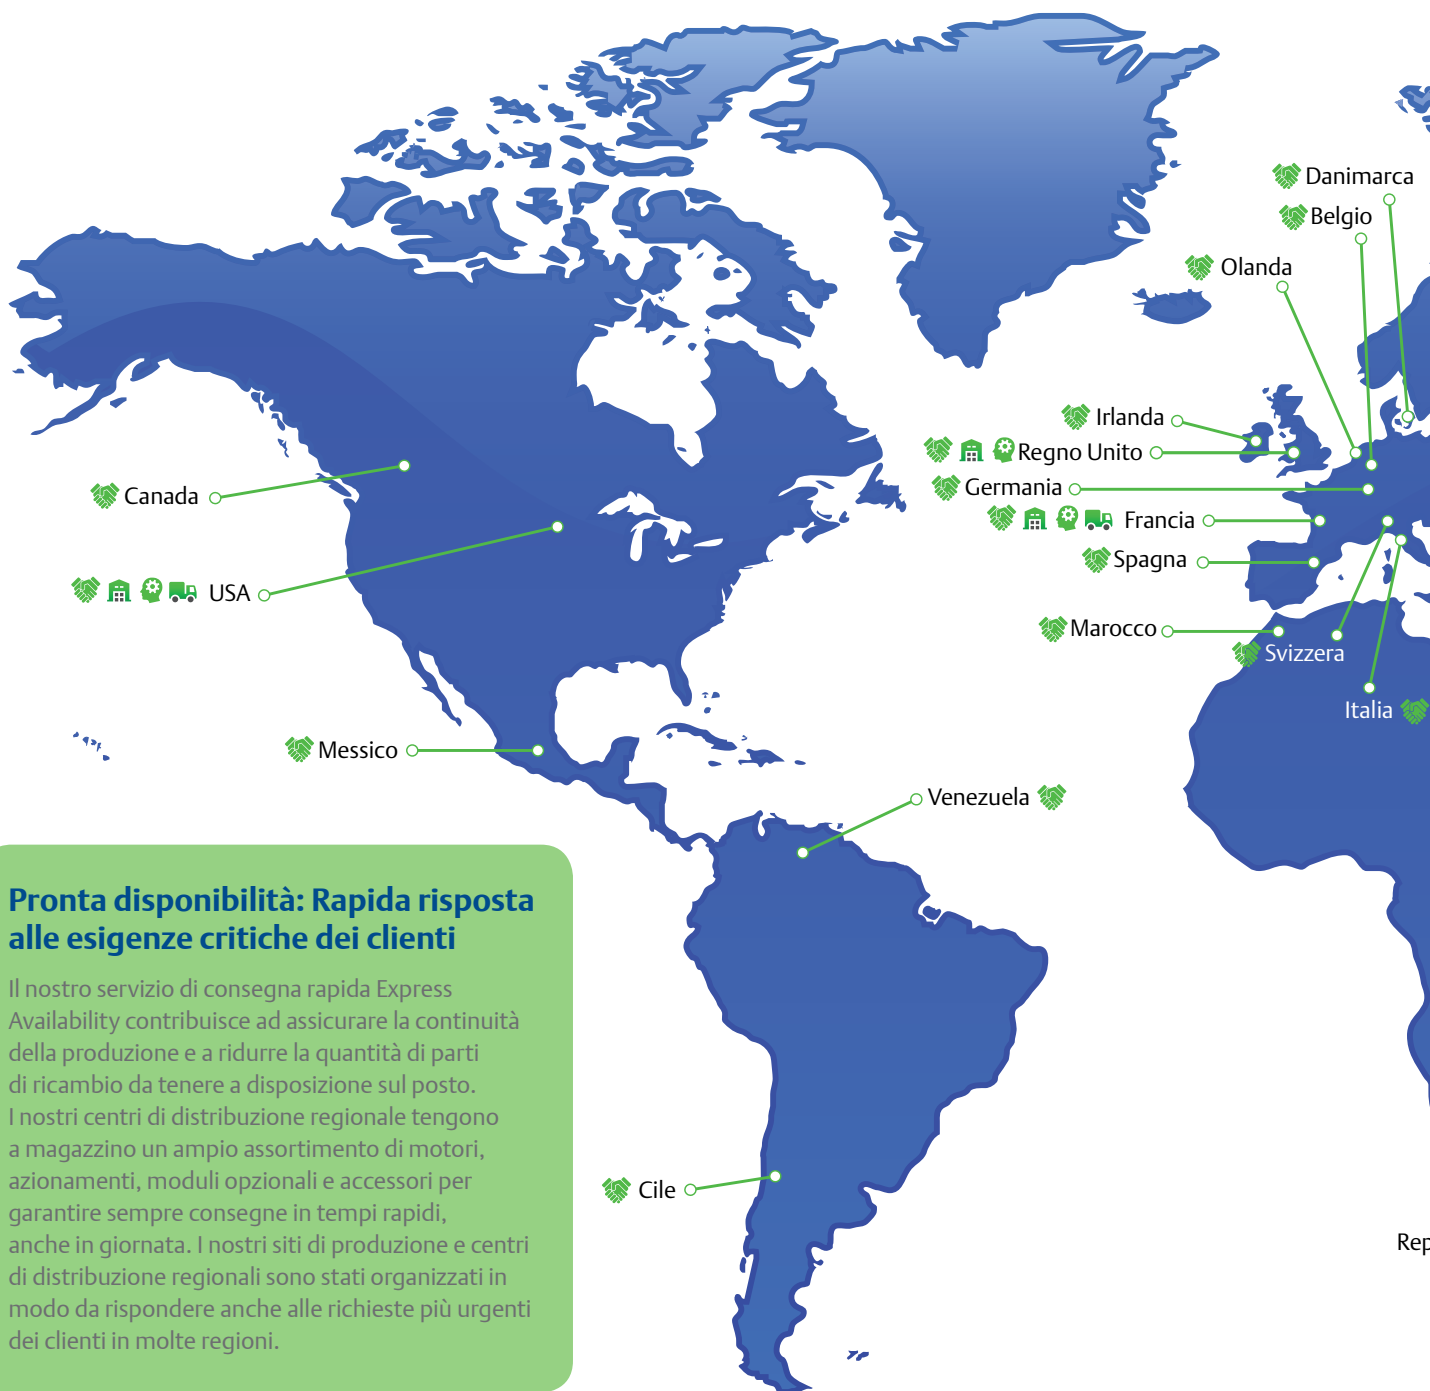 Danimarca
Belgio
Olanda
Irlanda
Regno Unito
Germania
Canada
Francia
Spagna
USA
Marocco
Svizzera
Italia
Messico
Venezuela
Pronta disponibilità: Rapida risposta
alle esigenze critiche dei clienti
Il nostro servizio di consegna rapida Express
Availability contribuisce ad assicurare la continuità
della produzione e a ridurre la quantità di parti
di ricambio da tenere a disposizione sul posto.
I nostri centri di distribuzione regionale tengono
a magazzino un ampio assortimento di motori,
azionamenti, moduli opzionali e accessori per
garantire sempre consegne in tempi rapidi,
anche in giornata. I nostri siti di produzione e centri
di distribuzione regionali sono stati organizzati in
modo da rispondere anche alle richieste più urgenti
dei clienti in molte regioni.
Cile
Rep